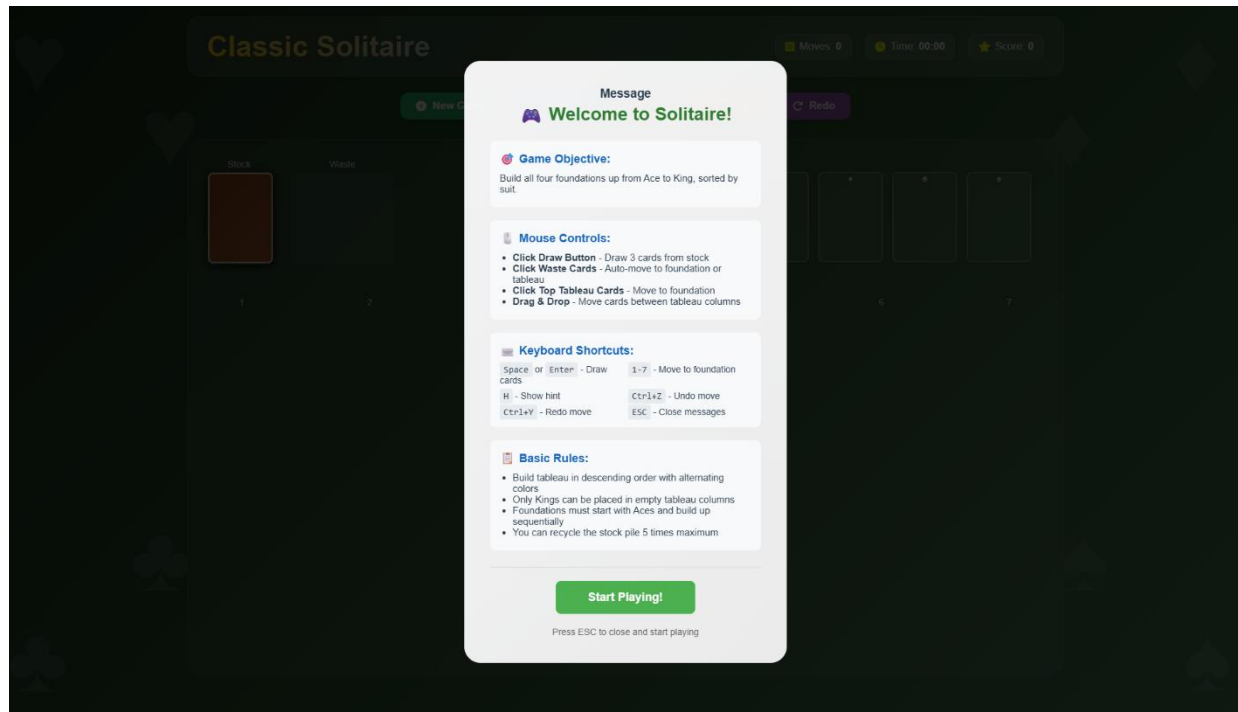 Classic Solitaire
Moves: 0
Time: 00:00
Score: 0
New G
Redo
Stock
Waste
1
2
6
7
Message
Welcome to Solitaire!
Game Objective:
Build all four foundations up from Ace to King, sorted by
suit.
Mouse Controls:
Click Draw Button - Draw 3 cards from stock
Click Waste Cards - Auto-move to foundation or
tableau
Click Top Tableau Cards - Move to foundation
Drag & Drop - Move cards between tableau columns
Keyboard Shortcuts:
Space or Enter - Draw
cards
1-7 - Move to foundation
H - Show hint
Ctrl+Z - Undo move
Ctrl+Y - Redo move
ESC - Close messages
Basic Rules:
Build tableau in descending order with alternating
colors
Only Kings can be placed in empty tableau columns
Foundations must start with Aces and build up
sequentially
You can recycle the stock pile 5 times maximum
Start Playing!
Press ESC to close and start playing